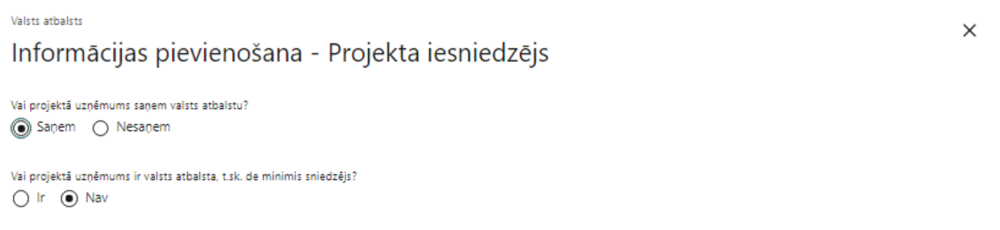 Valsts atbalsts
Informācijas pievienošana - Projekta iesniedzējs
Vai projektā uzņēmums saņem valsts atbalstu?
Saņem Nesaņem
Vai projektā uzņēmums ir valsts atbalsta, t.sk. de minimis sniedzējs?
Ir Nav